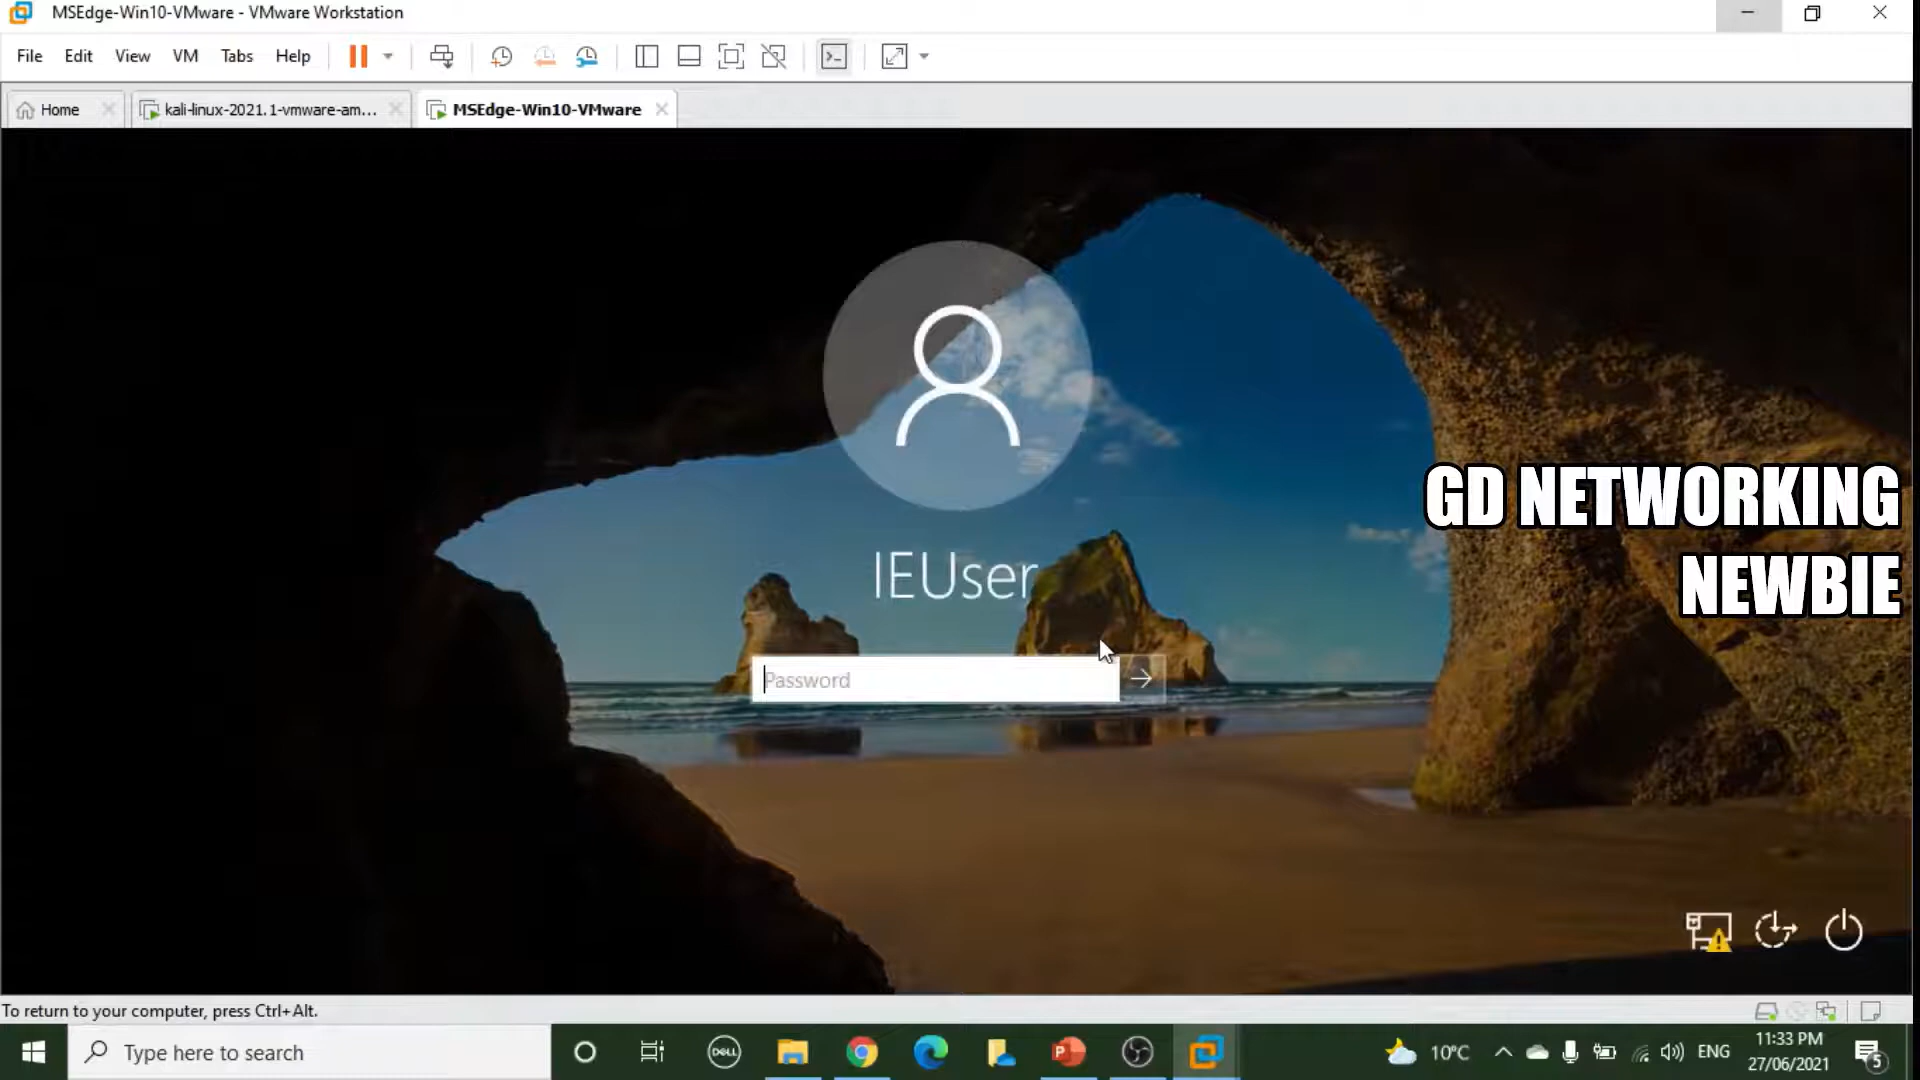 MSEdge-Win10-VMware - VMware Workstation
File Edit View VM Tabs Help
Home kali-linux-2021.1-vmware-am... MSEdge-Win10-VMware
GD NETWORKING
NEWBIE
IEUser
Password
To return to your computer, press Ctrl+Alt.
Type here to search
DELL
10°C
ENG
11:33 PM
27/06/2021
5